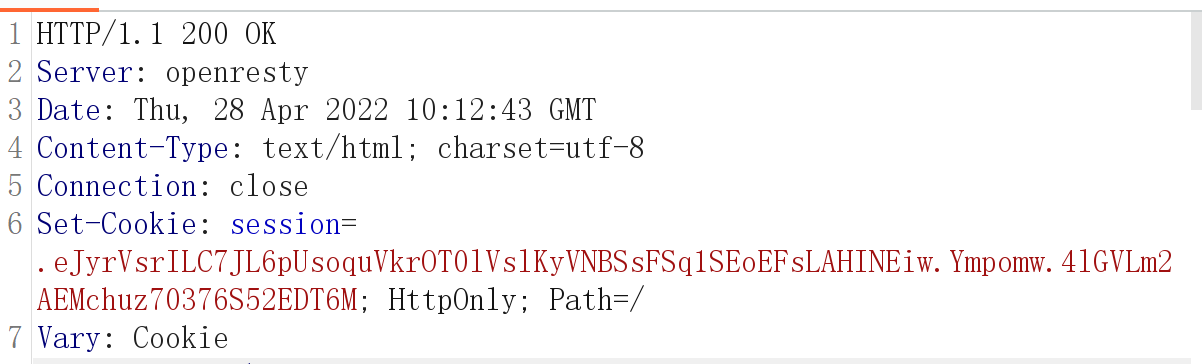 1 HTTP/1.1 200 OK
2 Server: openresty
3 Date: Thu, 28 Apr 2022 10:12:43 GMT
4 Content-Type: text/html; charset=utf-8
5 Connection: close
6 Set-Cookie: session=
.eJyrVsrILC7JL6pUsoquVkrOT0lVslKyVNBSsFSq1SEoEFsLAHINEiw.Ympomw.4lGVLm2
AEMchuz70376S52EDT6M; HttpOnly; Path=/
7 Vary: Cookie